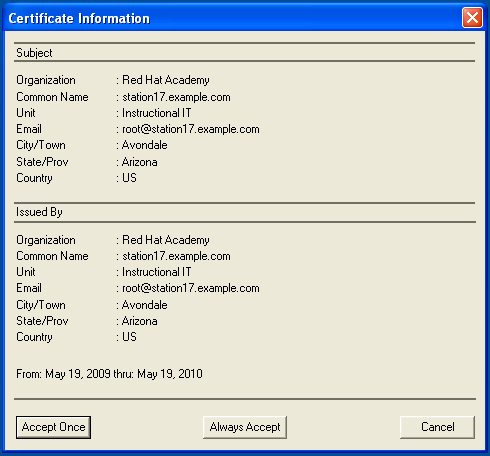 Certificate Information
Subject
Organization : Red Hat Academy
Common Name : station17.example.com
Unit : Instructional IT
Email : root@station17.example.com
City/Town : Avondale
State/Prov : Arizona
Country : US
Issued By
Organization : Red Hat Academy
Common Name : station17.example.com
Unit : Instructional IT
Email : root@station17.example.com
City/Town : Avondale
State/Prov : Arizona
Country : US
From: May 19, 2009 thru: May 19, 2010
Accept Once Always Accept Cancel